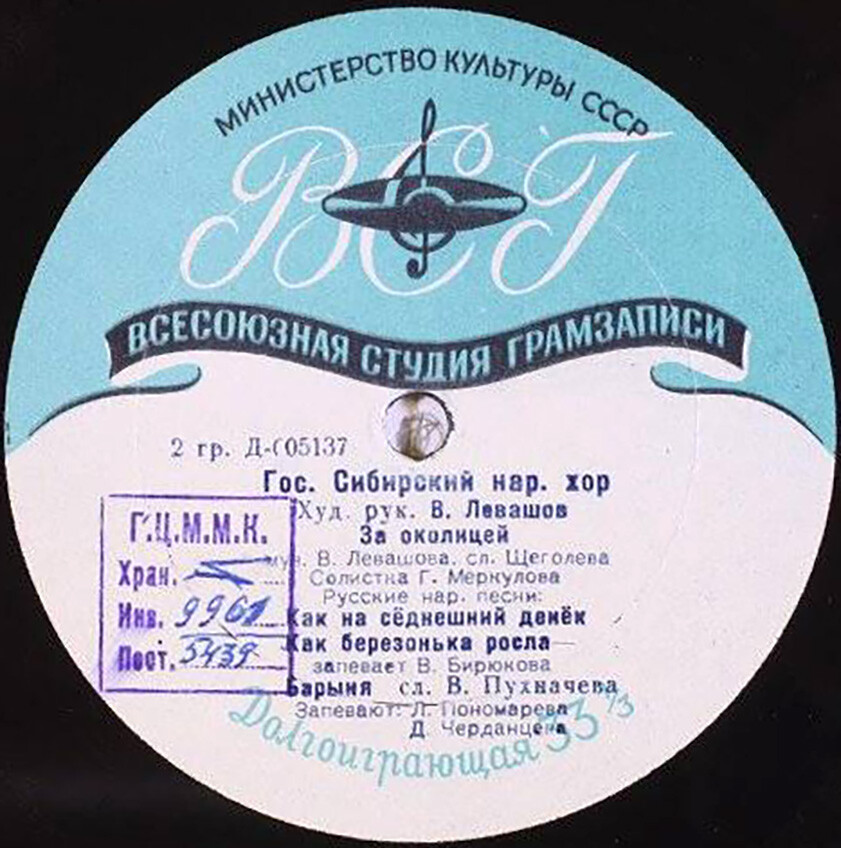 МИНИСТЕРСТВО КУЛЬТУРЫ СССР
ВСГ
ВСЕСОЮЗНАЯ СТУДИЯ ГРАМЗАПИСИ
2 гр. Д-005137
Гос. Сибирский нар. хор
Худ. рук. В. Левашов
За околицей
муз. В. Левашова, сл. Щеголева
Солистка Г. Меркулова
Русские нар. песни:
Как на сёднешний денёк
Как березонька росла—
запевает В. Бирюкова
Барыня сл. В. Пухначева
Запевают: Л. Пономарева
Д. Черданцева
Долгоиграющая 33 1/3
Г.Ц.М.М.К.
Хран.
Инв. 9961
Пост. 5439